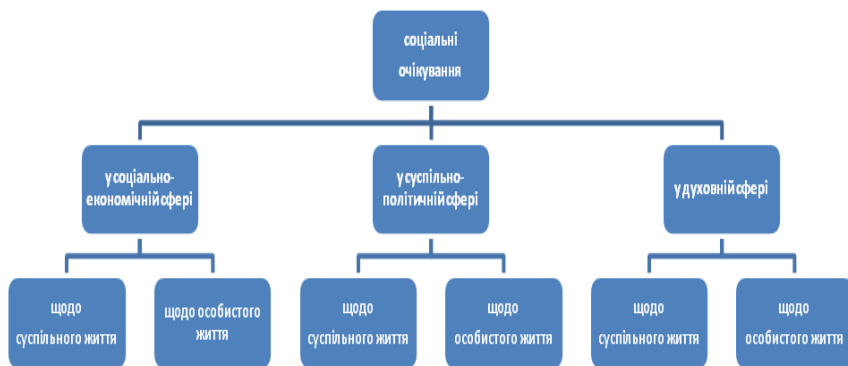 соціальні
очікування
у соціально-
економічній сфері
у суспільно-
політичній сфері
у духовній сфері
щодо
суспільного життя
щодо особистого
життя
щодо
суспільного життя
щодо
особистого життя
щодо
суспільного життя
щодо
особистого життя